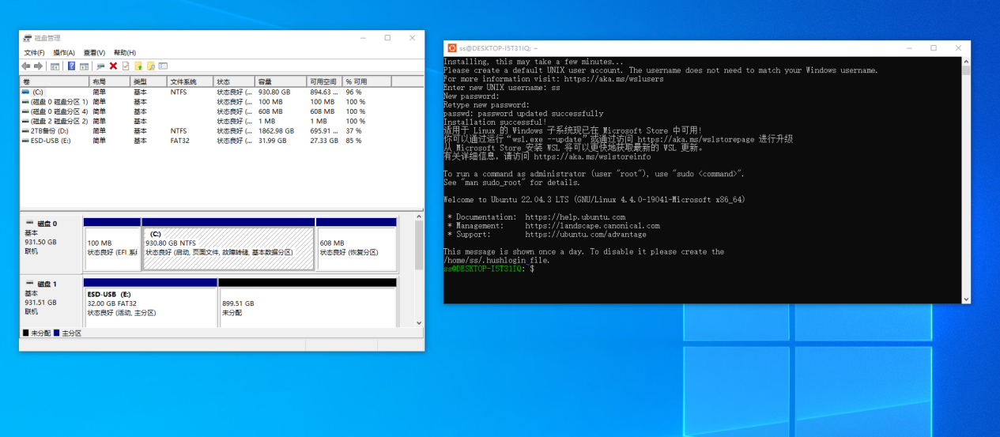 磁盘管理
文件(F) 操作(A) 查看(V) 帮助(H)
卷 布局 类型 文件系统 状态 容量 可用空间 % 可用
(C:) 简单 基本 NTFS 状态良好 (... 930.80 GB 894.63 ... 96 %
(磁盘 0 磁盘分区 1) 简单 基本 状态良好 (... 100 MB 100 MB 100 %
(磁盘 0 磁盘分区 4) 简单 基本 状态良好 (... 608 MB 608 MB 100 %
(磁盘 2 磁盘分区 2) 简单 基本 状态良好 (... 1 MB 1 MB 100 %
2TB备份 (D:) 简单 基本 NTFS 状态良好 (... 1862.98 GB 695.91 ... 37 %
ESD-USB (E:) 简单 基本 FAT32 状态良好 (... 31.99 GB 27.33 GB 85 %
磁盘 0
基本
931.50 GB
联机
100 MB
状态良好 (EFI 系
(C:)
930.80 GB NTFS
状态良好 (启动, 页面文件, 故障转储, 基本数据分区)
608 MB
状态良好 (恢复分区)
磁盘 1
基本
931.51 GB
联机
ESD-USB (E:)
32.00 GB FAT32
状态良好 (活动, 主分区)
899.51 GB
未分配
未分配 主分区
ss@DESKTOP-I5T31IQ: ~
Installing, this may take a few minutes...
Please create a default UNIX user account. The username does not need to match your Windows username.
For more information visit: https://aka.ms/wslusers
Enter new UNIX username: ss
New password:
Retype new password:
passwd: password updated successfully
Installation successful!
适用于 Linux 的 Windows 子系统现已在 Microsoft Store 中可用!
你可以通过运行“wsl.exe --update”或通过访问 https://aka.ms/wslstorepage 进行升级
从 Microsoft Store 安装 WSL 将可以更快地获取最新的 WSL 更新。
有关详细信息，请访问 https://aka.ms/wslstoreinfo
To run a command as administrator (user "root"), use "sudo <command>".
See "man sudo_root" for details.
Welcome to Ubuntu 22.04.3 LTS (GNU/Linux 4.4.0-19041-Microsoft x86_64)
* Documentation: https://help.ubuntu.com
* Management: https://landscape.canonical.com
* Support: https://ubuntu.com/advantage
This message is shown once a day. To disable it please create the
/home/ss/.hushlogin file.
ss@DESKTOP-I5T31IQ:~$